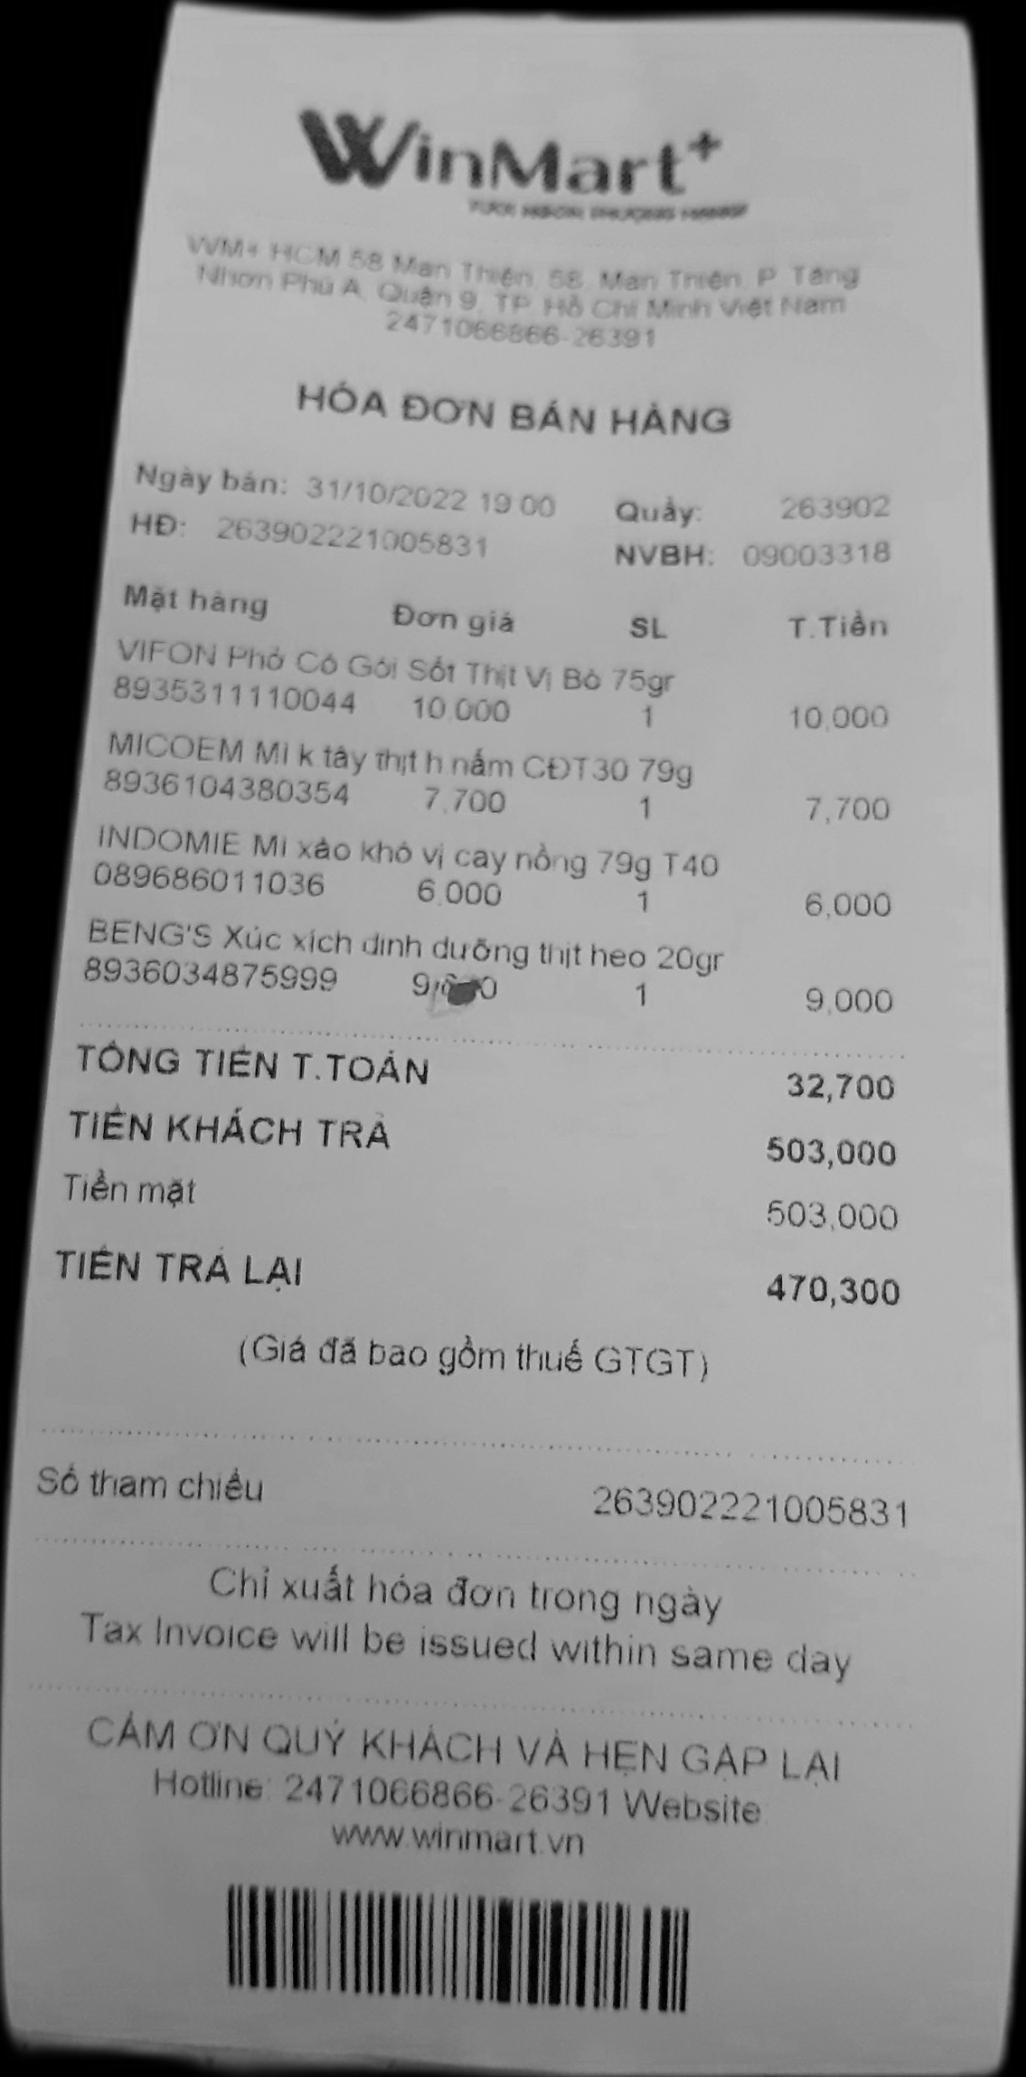 WinMart+
WM+ HCM 58 Man Thiện, 58, Man Thiện, P. Tăng
Nhơn Phú A, Quận 9, TP. Hồ Chí Minh Việt Nam
2471066866-26391
HÓA ĐƠN BÁN HÀNG
Ngày bán: 31/10/2022 19:00 Quầy: 263902
HĐ: 263902221005831 NVBH: 09003318
Mặt hàng Đơn giá SL T.Tiền
VIFON Phở Có Gói Sốt Thịt Vị Bò 75gr
8935311110044 10,000 1 10,000
MICOEM Mì k tây thịt h nấm CĐT30 79g
8936104380354 7,700 1 7,700
INDOMIE Mì xào khô vị cay nồng 79g T40
089686011036 6,000 1 6,000
BENG'S Xúc xích dinh dưỡng thịt heo 20gr
8936034875999 1 9,000
TỔNG TIỀN T.TOÁN 32,700
TIỀN KHÁCH TRẢ 503,000
Tiền mặt 503,000
TIỀN TRẢ LẠI 470,300
(Giá đã bao gồm thuế GTGT)
Số tham chiếu 263902221005831
Chỉ xuất hóa đơn trong ngày
Tax Invoice will be issued within same day
CẢM ƠN QUÝ KHÁCH VÀ HẸN GẶP LẠI
Hotline: 2471066866-26391 Website:
www.winmart.vn